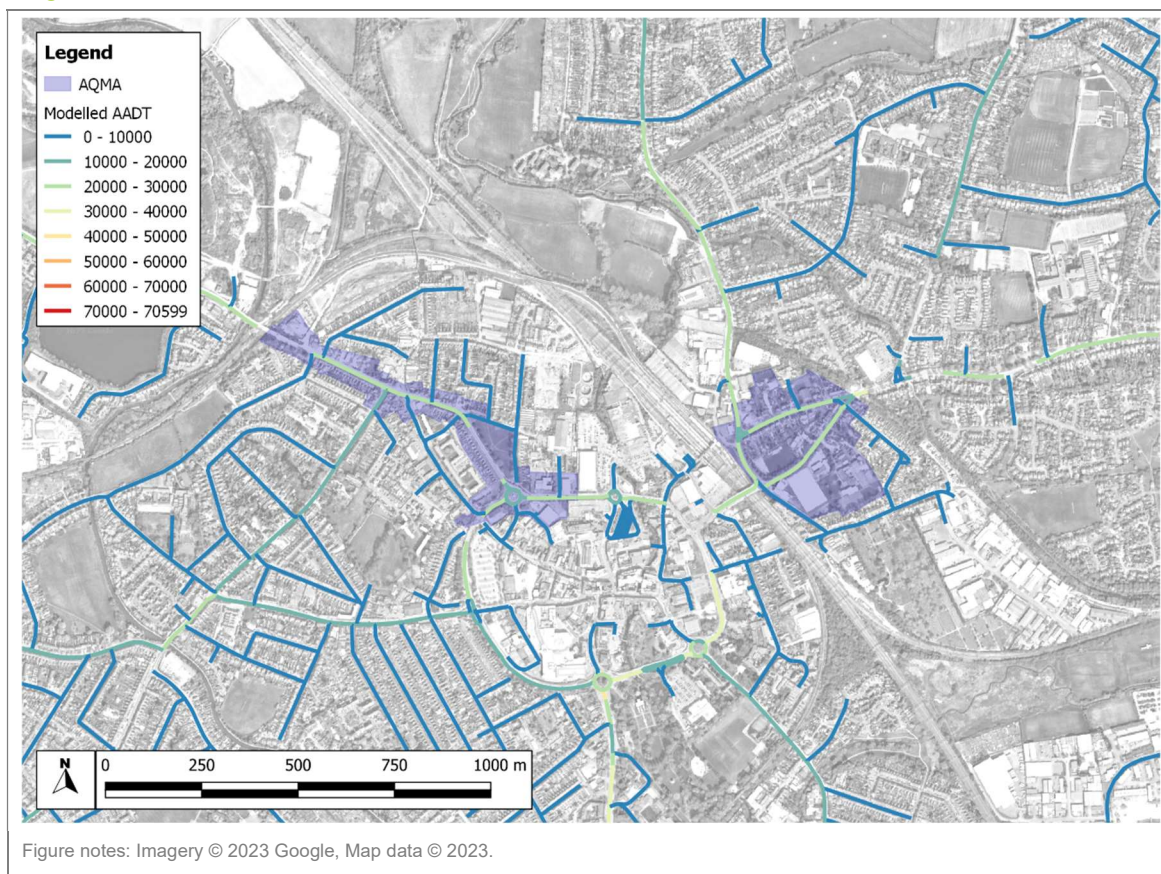 Legend
AQMA
Modelled AADT
0 - 10000
10000 - 20000
20000 - 30000
30000 - 40000
40000 - 50000
50000 - 60000
60000 - 70000
70000 - 70599
N
0 250 500 750 1000 m
Figure notes: Imagery © 2023 Google, Map data © 2023.